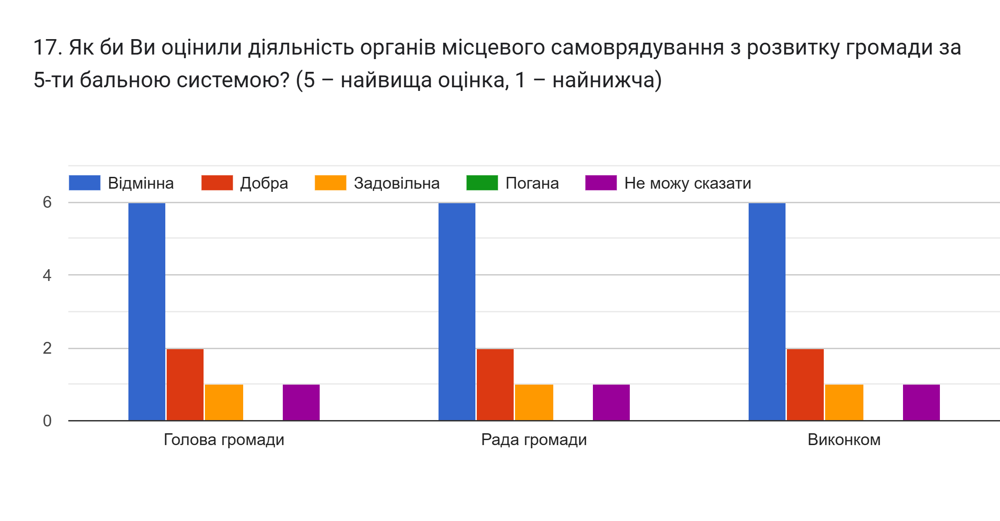 17. Як би Ви оцінили діяльність органів місцевого самоврядування з розвитку громади за
5-ти бальною системою? (5 – найвища оцінка, 1 – найнижча)
Відмінна Добра Задовільна Погана Не можу сказати
6
4
2
0
Голова громади Рада громади Виконком